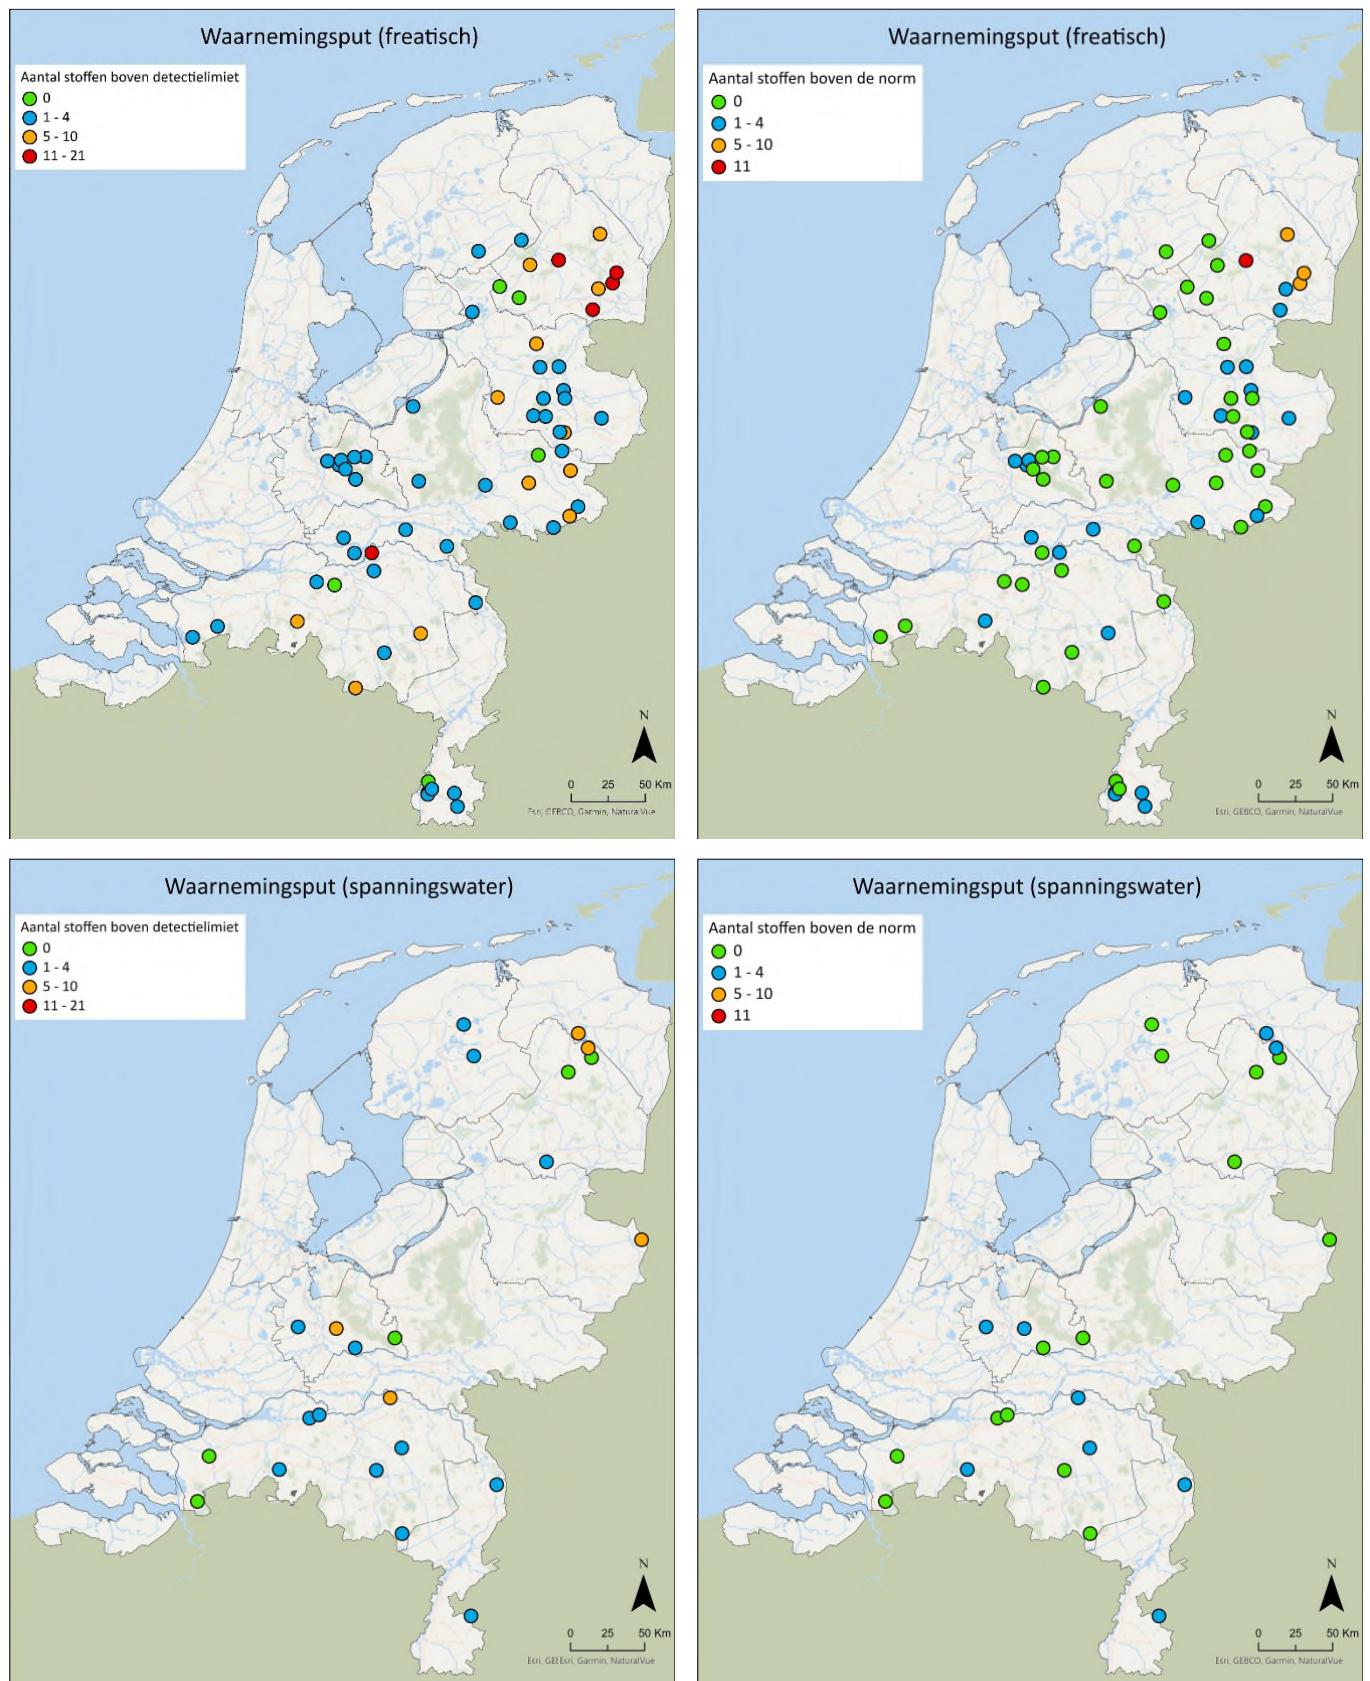 Waarnemingsput (freatisch)
Aantal stoffen boven detectielimiet
0
1 - 4
5 - 10
11 - 21
N
0 25 50 Km
Esri, GEBCO, Garmin, NaturalVue
Waarnemingsput (freatisch)
Aantal stoffen boven de norm
0
1 - 4
5 - 10
11
N
0 25 50 Km
Esri, GEBCO, Garmin, NaturalVue
Waarnemingsput (spanningswater)
Aantal stoffen boven detectielimiet
0
1 - 4
5 - 10
11 - 21
N
0 25 50 Km
Esri, GEEsri, Garmin, NaturalVue
Waarnemingsput (spanningswater)
Aantal stoffen boven de norm
0
1 - 4
5 - 10
11
N
0 25 50 Km
Esri, GEBCO, Garmin, NaturalVue